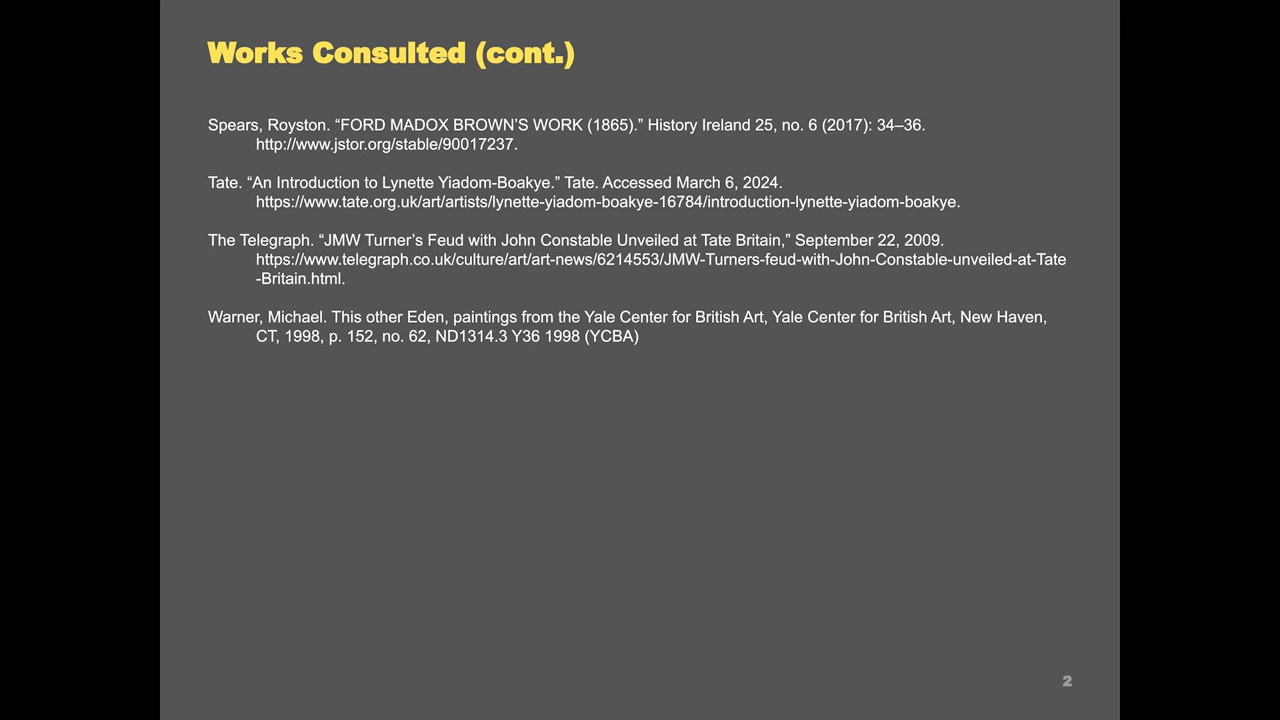 Works Consulted (cont.)
Spears, Royston. “FORD MADOX BROWN’S WORK (1865).” History Ireland 25, no. 6 (2017): 34–36.
http://www.jstor.org/stable/90017237.
Tate. “An Introduction to Lynette Yiadom-Boakye.” Tate. Accessed March 6, 2024.
https://www.tate.org.uk/art/artists/lynette-yiadom-boakye-16784/introduction-lynette-yiadom-boakye.
The Telegraph. “JMW Turner’s Feud with John Constable Unveiled at Tate Britain,” September 22, 2009.
https://www.telegraph.co.uk/culture/art/art-news/6214553/JMW-Turners-feud-with-John-Constable-unveiled-at-Tate
-Britain.html.
Warner, Michael. This other Eden, paintings from the Yale Center for British Art, Yale Center for British Art, New Haven,
CT, 1998, p. 152, no. 62, ND1314.3 Y36 1998 (YCBA)
2